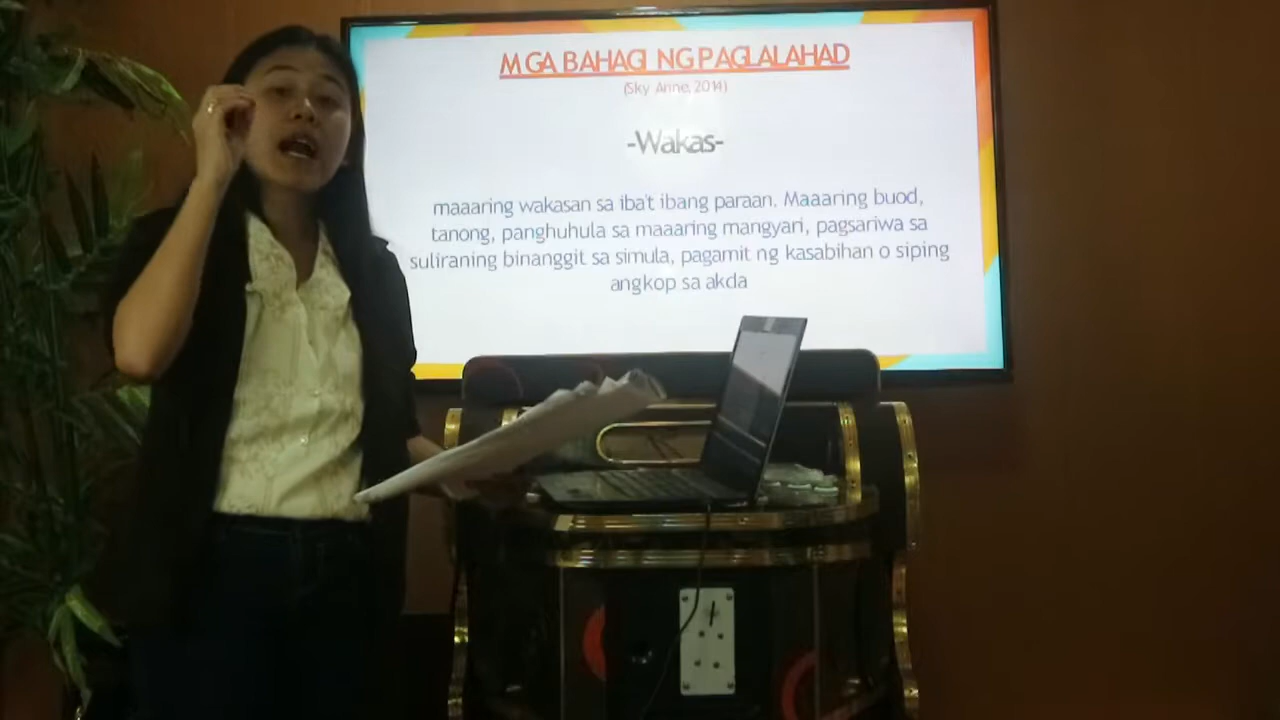 MGA BAHAGI NG PAGLALAHAD
(Sky Anne, 2014)
-Wakas-
maaaring wakasan sa iba't ibang paraan. Maaaring buod,
tanong, panghuhula sa maaaring mangyari, pagsariwa sa
suliraning binanggit sa simula, pagamit ng kasabihan o siping
angkop sa akda